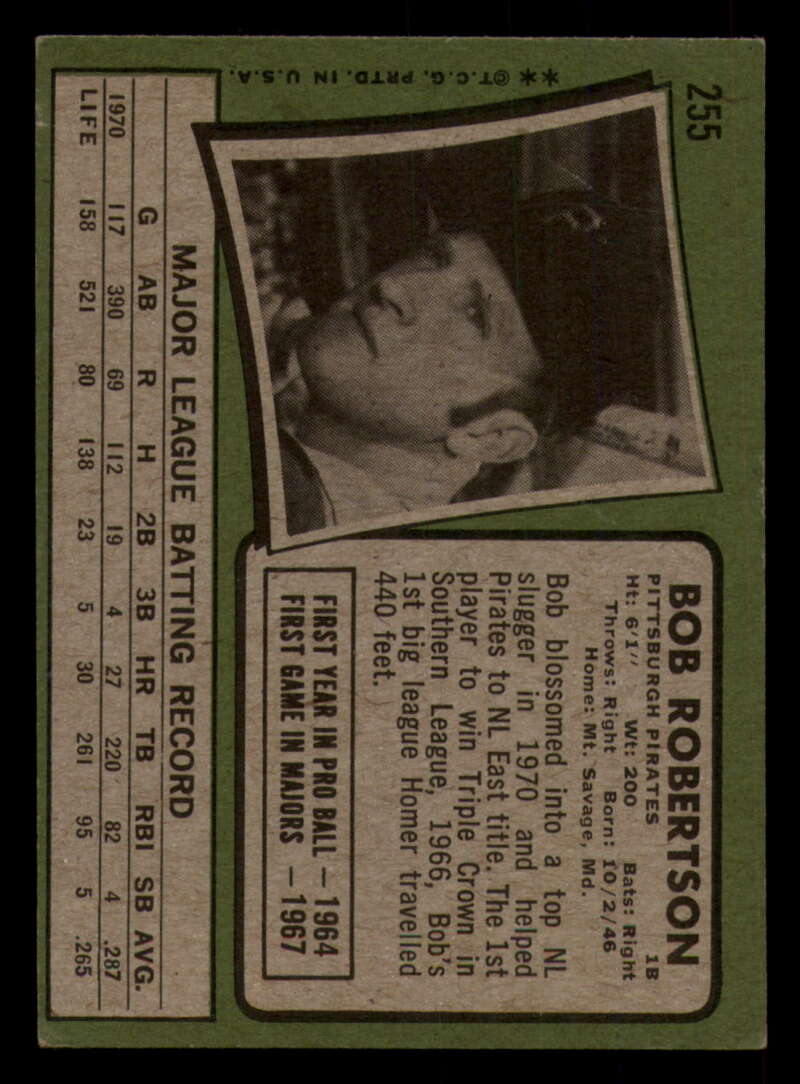 255
BOB ROBERTSON
PITTSBURGH PIRATES 1B
Ht: 6'1" Wt: 200 Bats: Right
Throws: Right Born: 10/2/46
Home: Mt. Savage, Md.
Bob blossomed into a top NL
slugger in 1970 and helped
Pirates to NL East title. The 1st
player to win Triple Crown in
Southern League, 1966, Bob's
1st big league Homer travelled
440 feet.
FIRST YEAR IN PRO BALL — 1964
FIRST GAME IN MAJORS — 1967
MAJOR LEAGUE BATTING RECORD
G AB R H 2B 3B HR TB RBI SB AVG.
1970 117 390 69 112 19 4 27 220 82 4 .287
LIFE 158 521 80 138 23 5 30 261 95 5 .265
** ©T.C.G. PRTD. IN U.S.A.